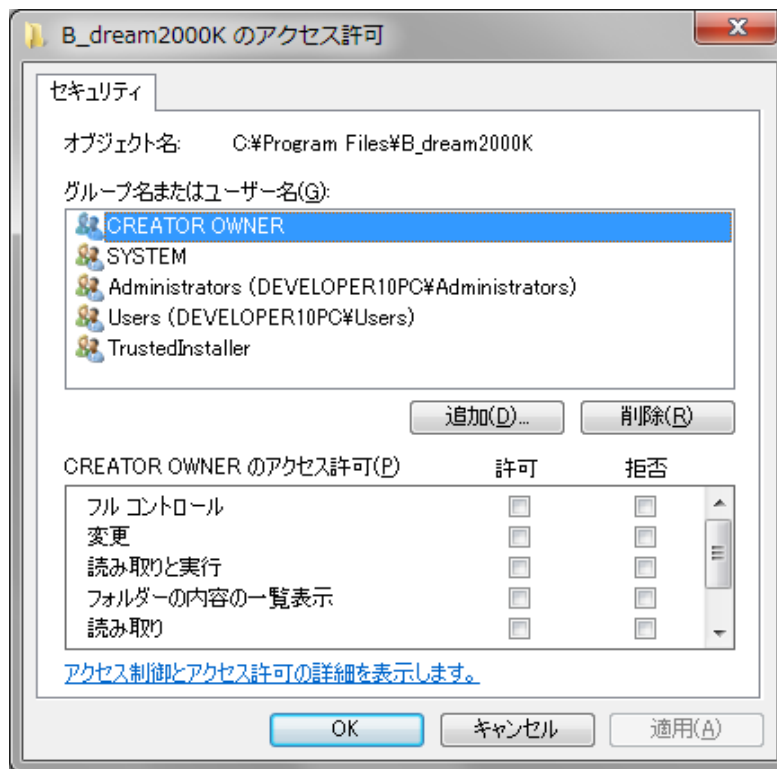 B_dream2000K のアクセス許可
セキュリティ
オブジェクト名: C:¥Program Files¥B_dream2000K
グループ名またはユーザー名(G):
CREATOR OWNER
SYSTEM
Administrators (DEVELOPER10PC¥Administrators)
Users (DEVELOPER10PC¥Users)
TrustedInstaller
追加(D)... 削除(R)
CREATOR OWNER のアクセス許可(P) 許可 拒否
フル コントロール
変更
読み取りと実行
フォルダーの内容の一覧表示
読み取り
アクセス制御とアクセス許可の詳細を表示します。
OK キャンセル 適用(A)